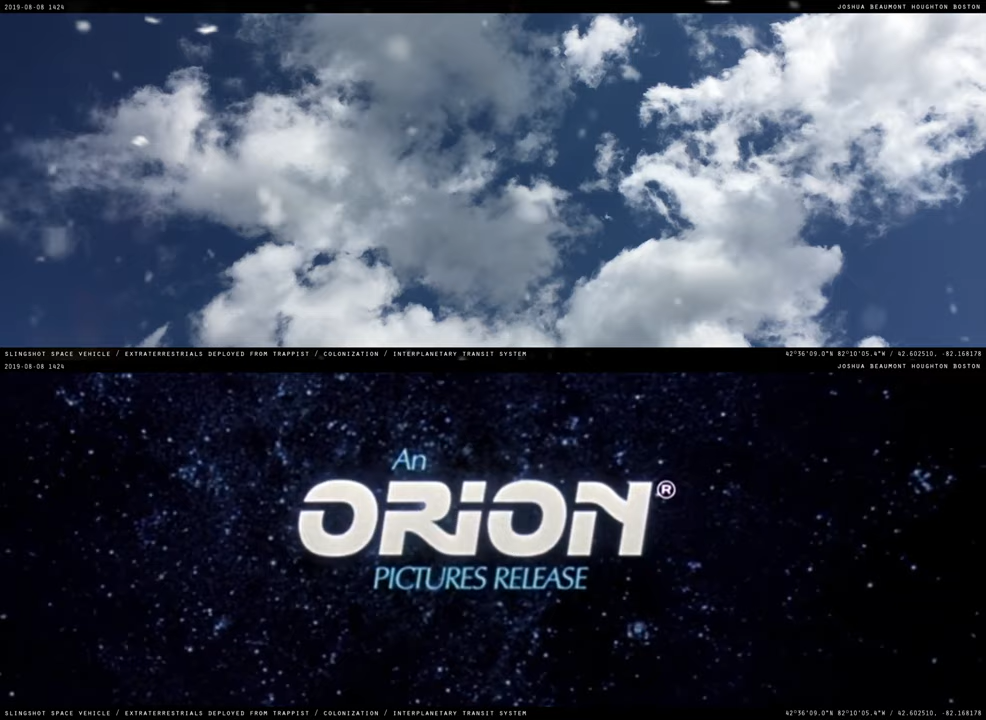 2019-08-08 1424
JOSHUA BEAUMONT HOUGHTON BOSTON
SLINGSHOT SPACE VEHICLE / EXTRATERRESTRIALS DEPLOYED FROM TRAPPIST / COLONIZATION / INTERPLANETARY TRANSIT SYSTEM
42°36'09.0"N 82°10'05.4"W / 42.602510, -82.168178
2019-08-08 1424
JOSHUA BEAUMONT HOUGHTON BOSTON
An
ORION®
PICTURES RELEASE
SLINGSHOT SPACE VEHICLE / EXTRATERRESTRIALS DEPLOYED FROM TRAPPIST / COLONIZATION / INTERPLANETARY TRANSIT SYSTEM
42°36'09.0"N 82°10'05.4"W / 42.602510, -82.168178